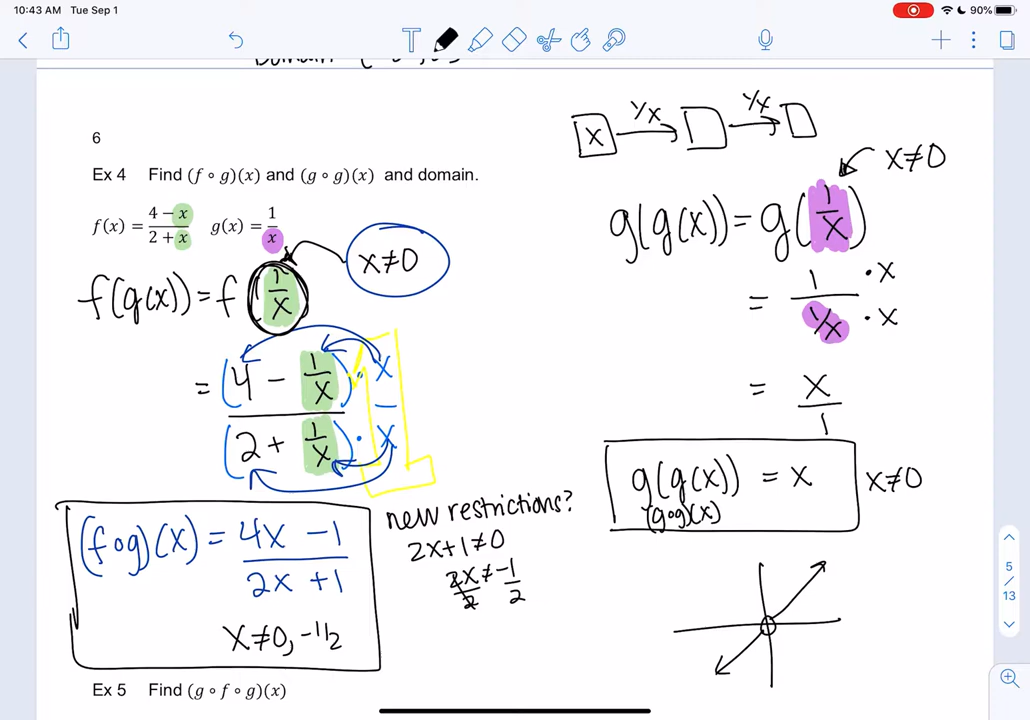 10:43 AM Tue Sep 1
90%
T
6
Ex 4 Find (f ∘ g)(x) and (g ∘ g)(x) and domain.
f(x) = (4 − x)/(2 + x) g(x) = 1/x
f(g(x)) = f(1/x) x≠0
= (4 − 1/x) · x
(2 + 1/x) · x
(f∘g)(x) = (4x − 1)/(2x + 1)
x≠0, -1/2
new restrictions?
2x+1≠0
2x/2 ≠ -1/2
Ex 5 Find (g ∘ f ∘ g)(x)
x 1/x 1/x
x≠0
g(g(x)) = g(1/x)
= 1 · x
1/x · x
= x/1
g(g(x)) = x x≠0
(g∘g)(x)
5
/
13